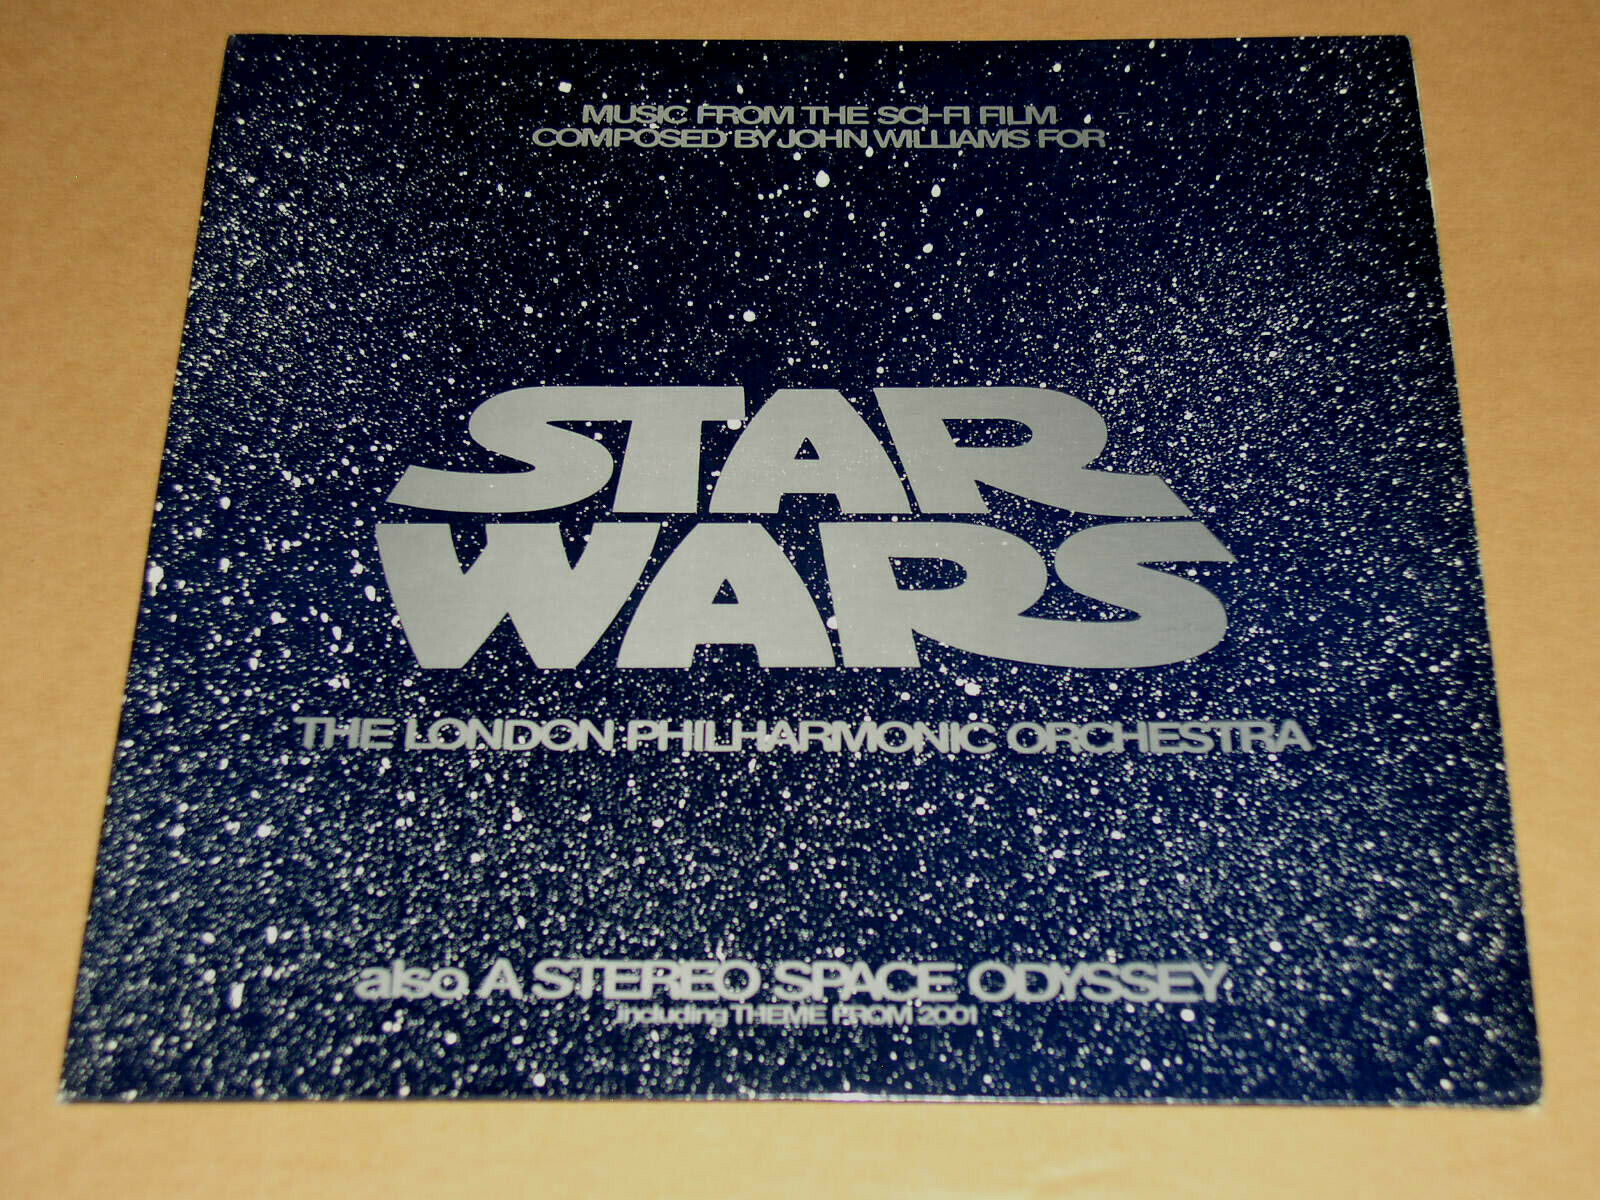 MUSIC FROM THE SCI-FI FILM
COMPOSED BY JOHN WILLIAMS FOR
STAR
WARS
THE LONDON PHILHARMONIC ORCHESTRA
also A STEREO SPACE ODYSSEY
including THEME FROM 2001